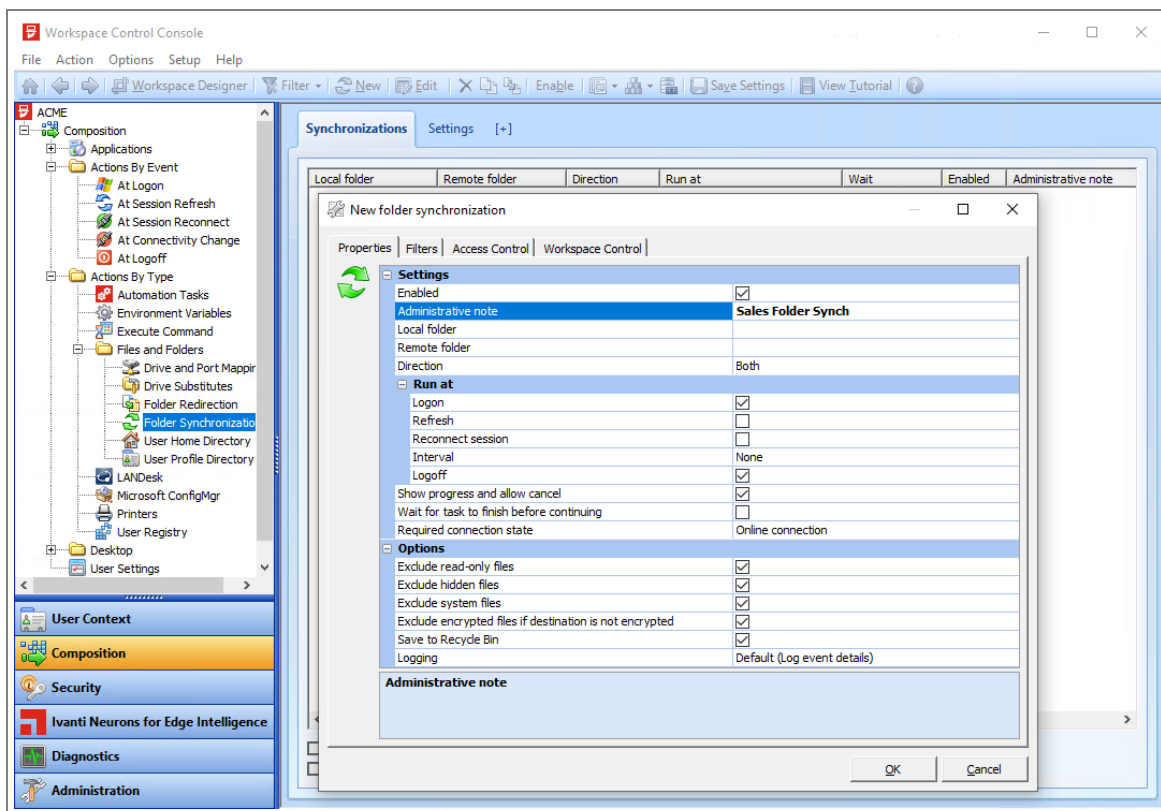 Workspace Control Console
File Action Options Setup Help
Workspace Designer Filter New Edit Enable Save Settings View Tutorial
ACME
Composition
Applications
Actions By Event
At Logon
At Session Refresh
At Session Reconnect
At Connectivity Change
At Logoff
Actions By Type
Automation Tasks
Environment Variables
Execute Command
Files and Folders
Drive and Port Mappin
Drive Substitutes
Folder Redirection
Folder Synchronizatio
User Home Directory
User Profile Directory
LANDesk
Microsoft ConfigMgr
Printers
User Registry
Desktop
User Settings
User Context
Composition
Security
Ivanti Neurons for Edge Intelligence
Diagnostics
Administration
Synchronizations Settings [+]
Local folder Remote folder Direction Run at Wait Enabled Administrative note
New folder synchronization
Properties Filters Access Control Workspace Control
Settings
Enabled
Administrative note Sales Folder Synch
Local folder
Remote folder
Direction Both
Run at
Logon
Refresh
Reconnect session
Interval None
Logoff
Show progress and allow cancel
Wait for task to finish before continuing
Required connection state Online connection
Options
Exclude read-only files
Exclude hidden files
Exclude system files
Exclude encrypted files if destination is not encrypted
Save to Recycle Bin
Logging Default (Log event details)
Administrative note
OK Cancel